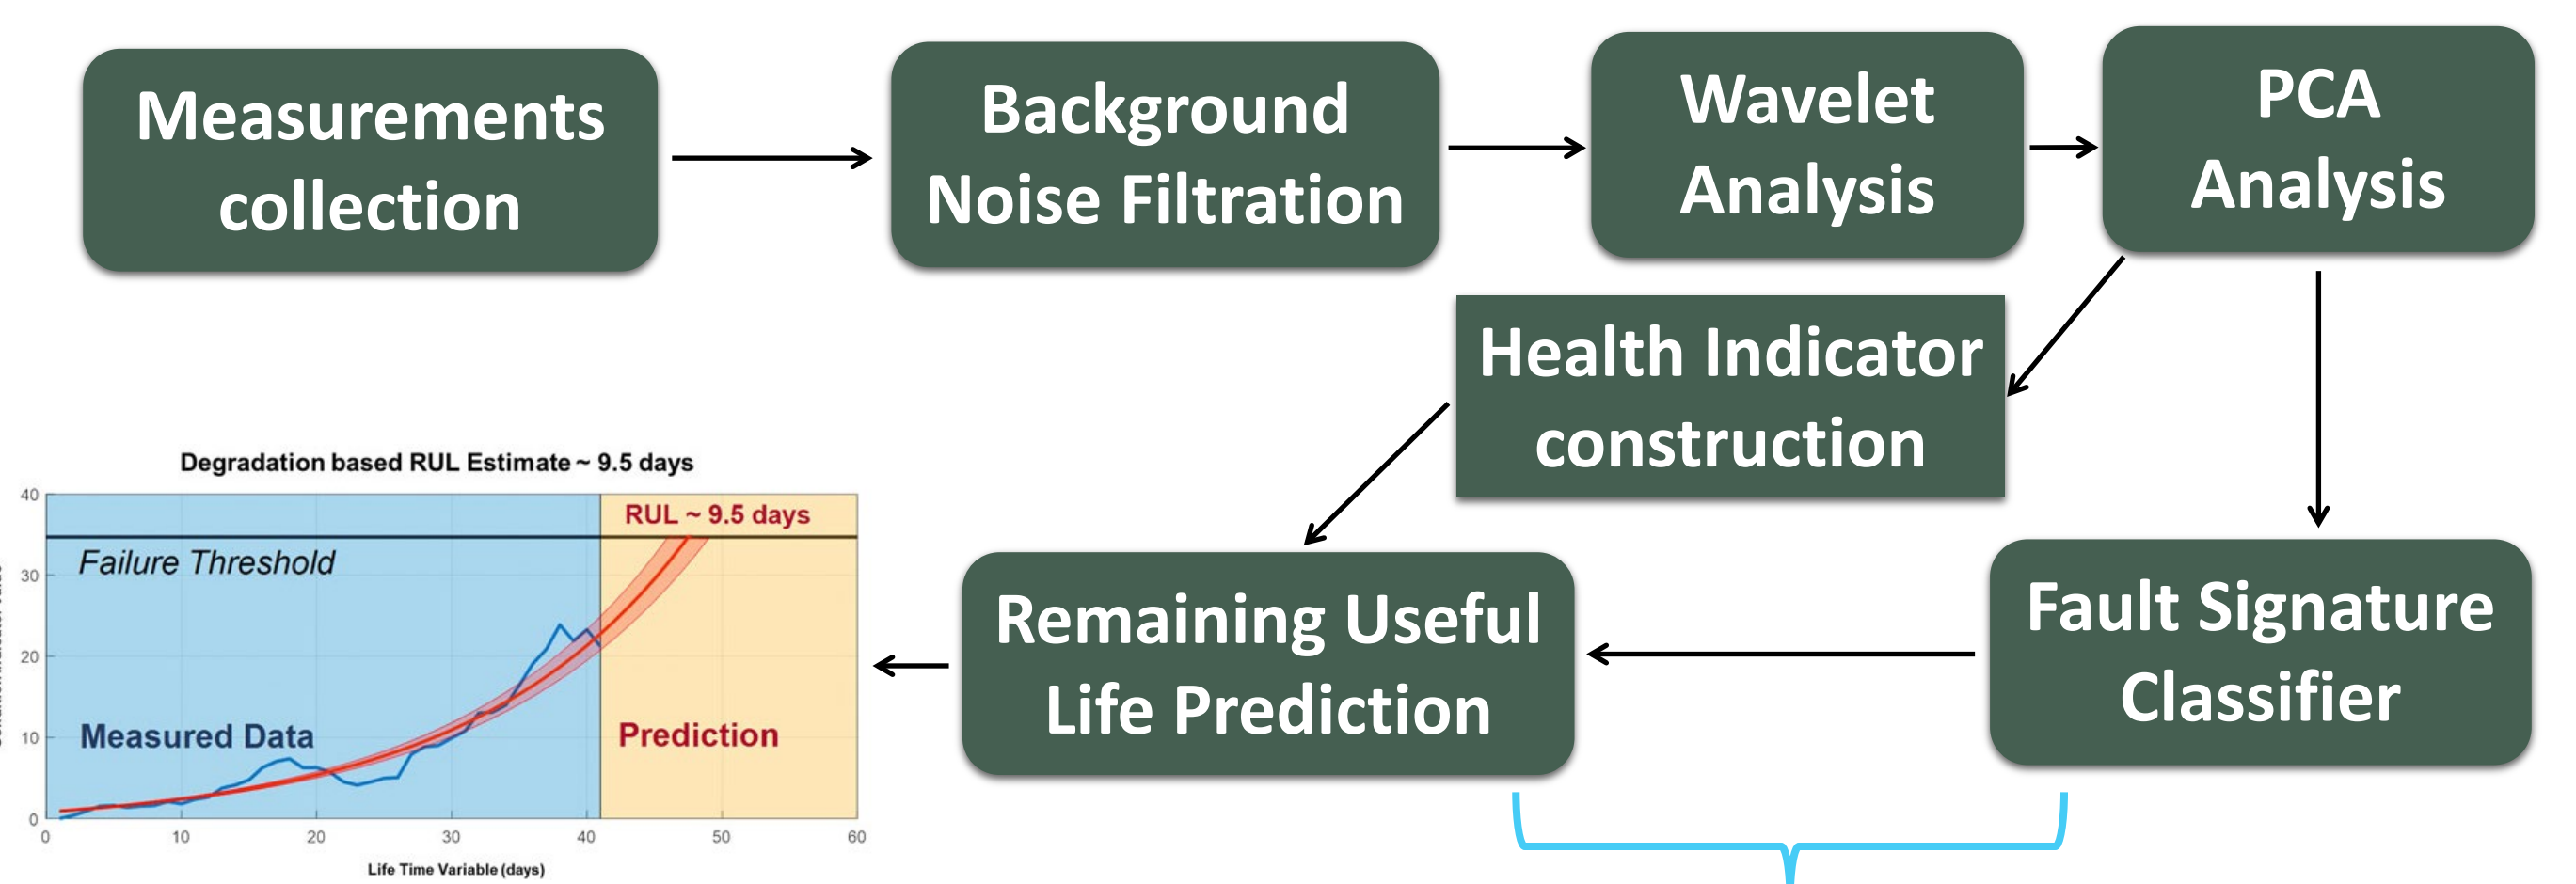 Measurements
collection
Background
Noise Filtration
Wavelet
Analysis
PCA
Analysis
Health Indicator
construction
Fault Signature
Classifier
Remaining Useful
Life Prediction
Degradation based RUL Estimate ~ 9.5 days
40
RUL ~ 9.5 days
Failure Threshold
30
20
10
Measured Data
Prediction
0
0 10 20 30 40 50 60
Life Time Variable (days)